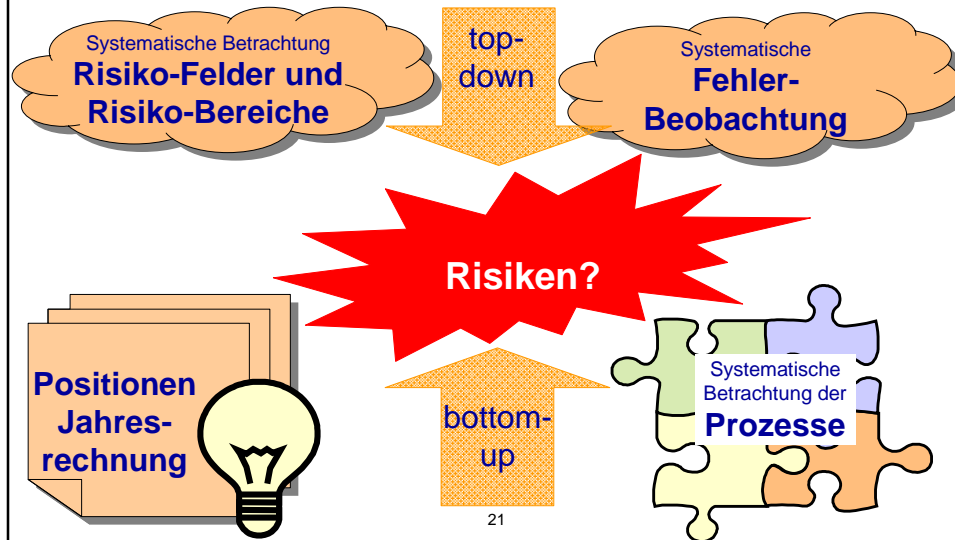 Systematische Betrachtung
Risiko-Felder und
Risiko-Bereiche
top-
down
Systematische
Fehler-
Beobachtung
Risiken?
Positionen
Jahres-
rechnung
bottom-
up
Systematische
Betrachtung der
Prozesse
21